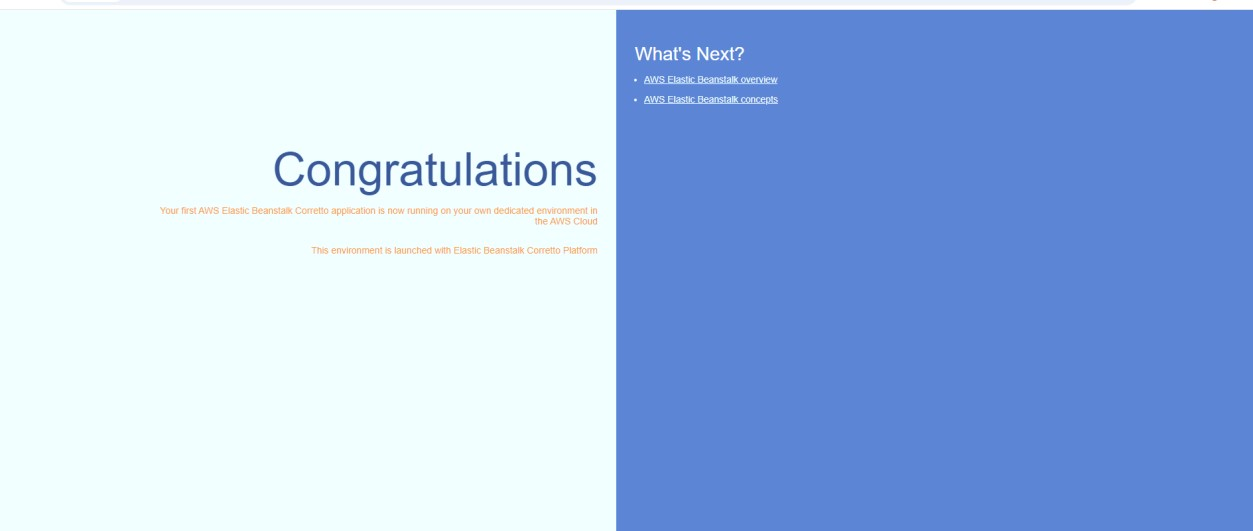 Congratulations
Your first AWS Elastic Beanstalk Corretto application is now running on your own dedicated environment in
the AWS Cloud
This environment is launched with Elastic Beanstalk Corretto Platform
What's Next?
AWS Elastic Beanstalk overview
AWS Elastic Beanstalk concepts